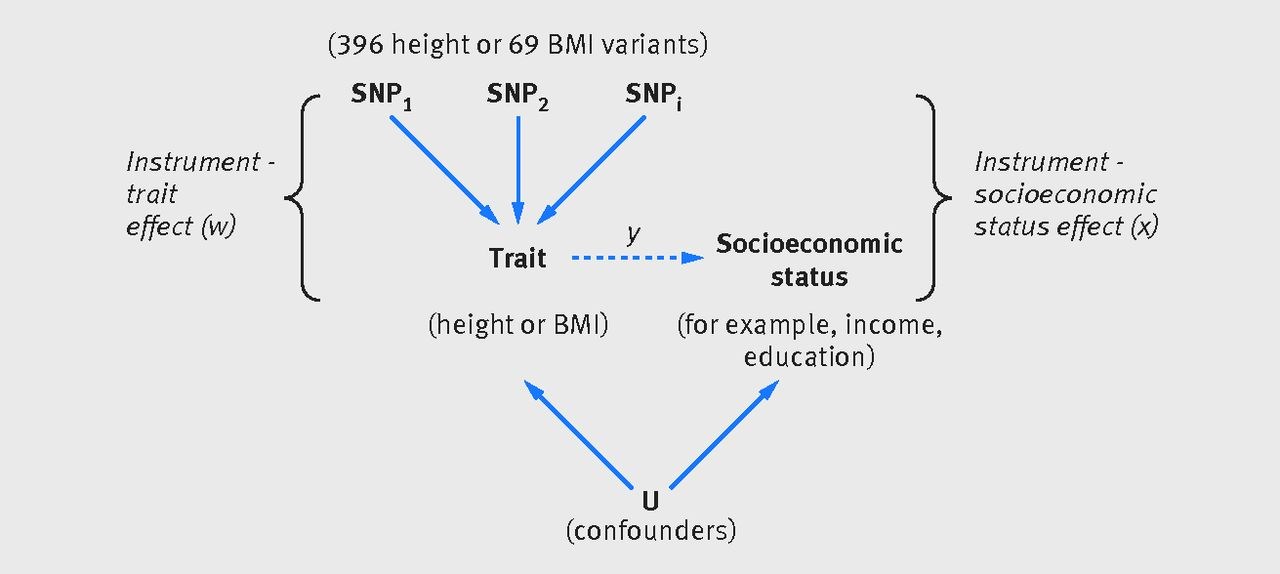 (396 height or 69 BMI variants)
SNP1 SNP2 SNPi
Instrument -
trait
effect (w)
Instrument -
socioeconomic
status effect (x)
y
Trait
Socioeconomic
status
(height or BMI)
(for example, income,
education)
U
(confounders)